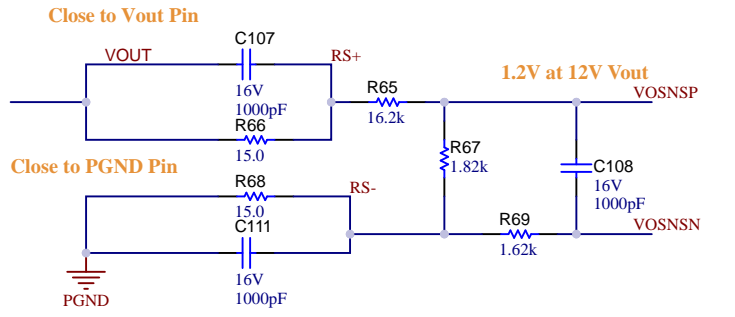 Close to Vout Pin
C107
VOUT
RS+
16V
1000pF
R66
15.0
R65
16.2k
1.2V at 12V Vout
VOSNSP
R67
1.82k
C108
16V
1000pF
Close to PGND Pin
R68
RS-
15.0
C111
16V
1000pF
PGND
R69
1.62k
VOSNSN